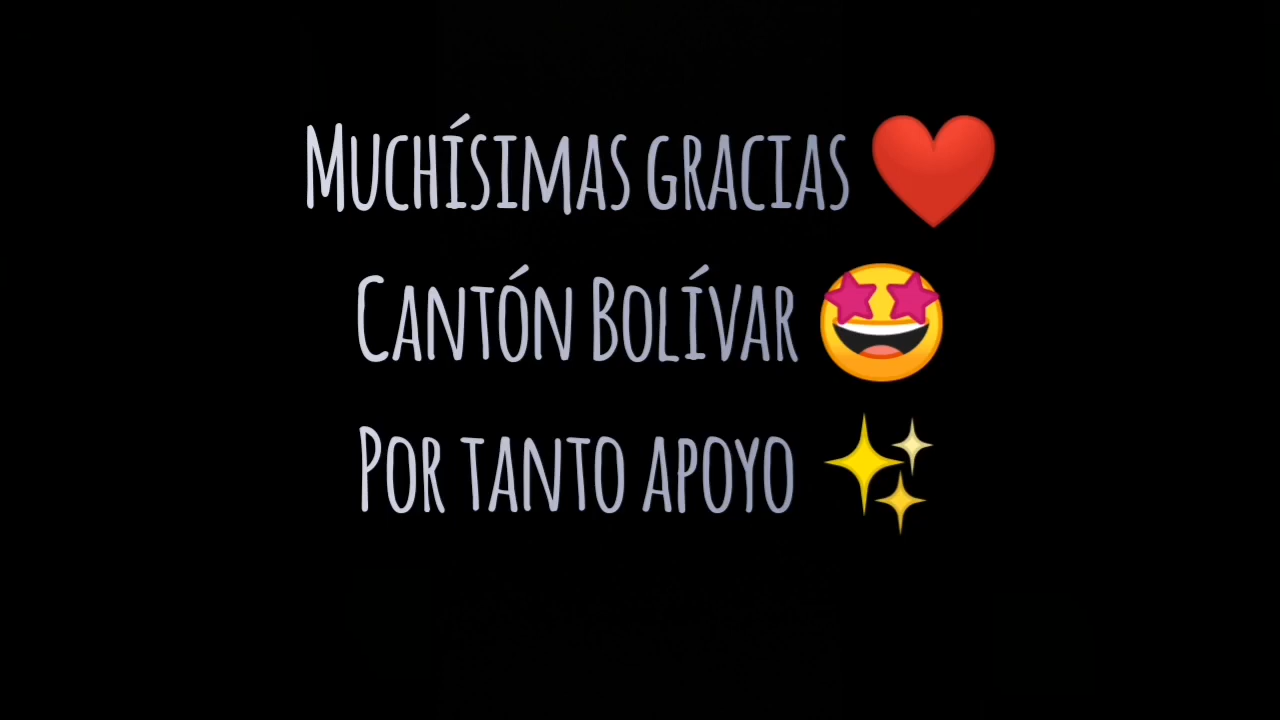 Muchísimas gracias ❤️
Cantón Bolívar 🤩
Por tanto apoyo ✨